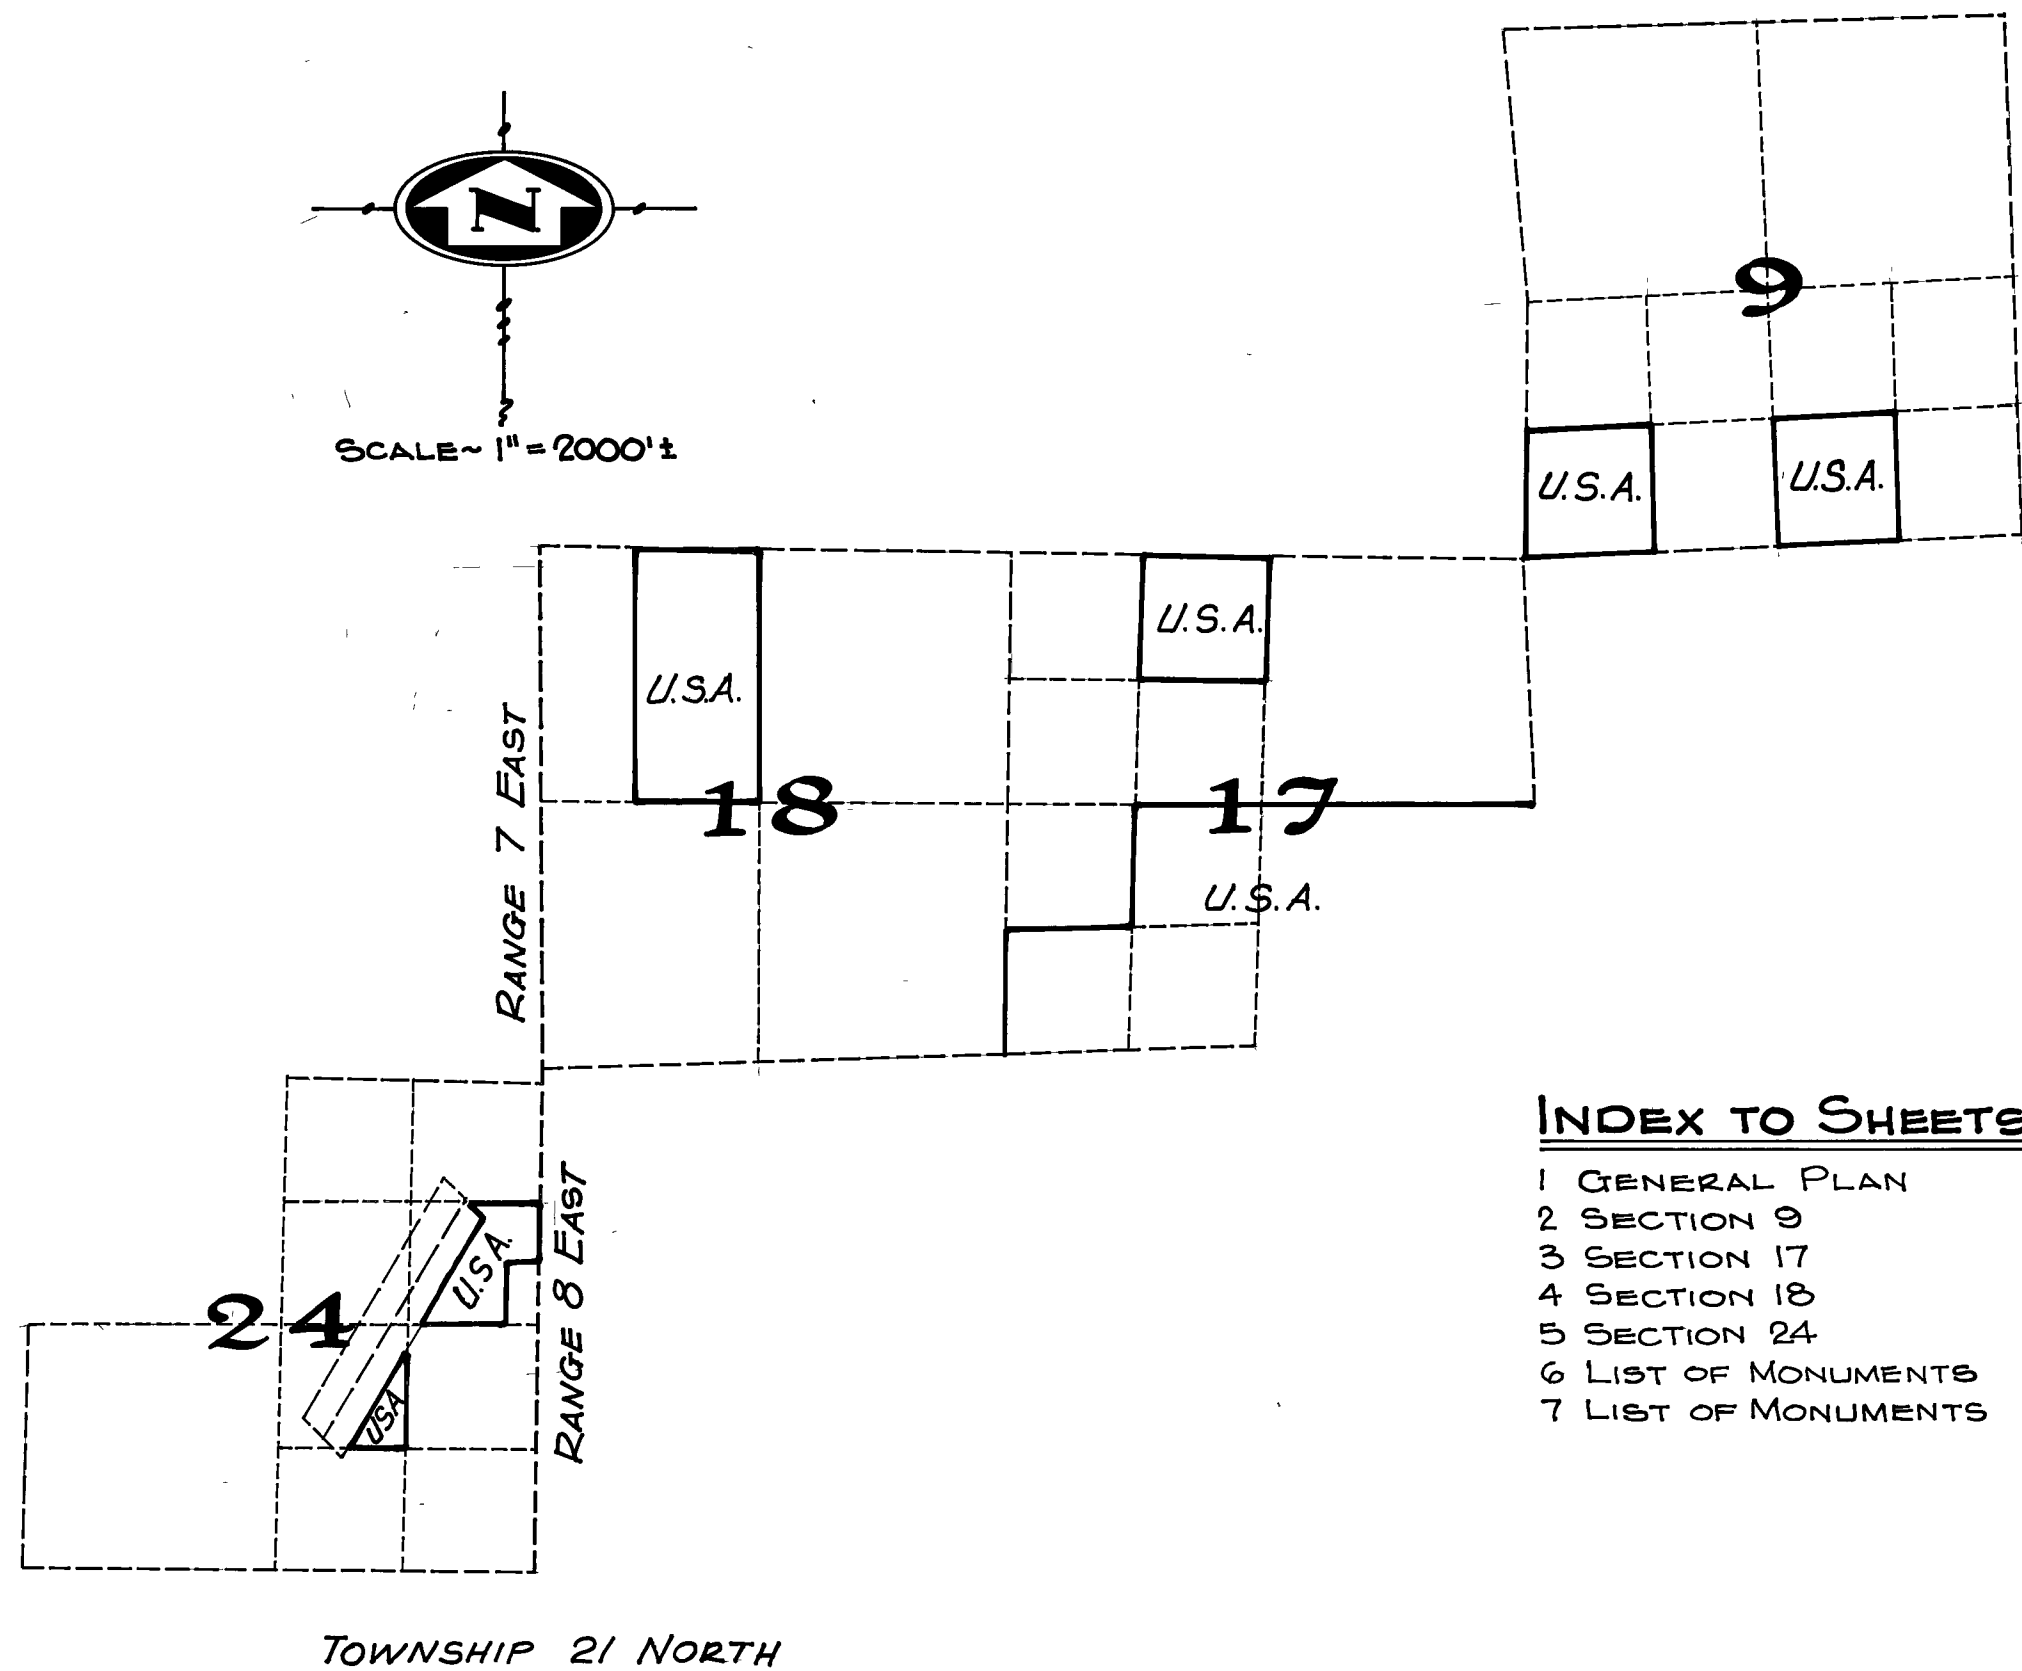 N
SCALE~ 1"=2000'±
9
U.S.A.
U.S.A.
U.S.A.
U.S.A.
RANGE 7 EAST
18
17
U.S.A.
INDEX TO SHEETS
1 GENERAL PLAN
2 SECTION 9
3 SECTION 17
4 SECTION 18
5 SECTION 24
6 LIST OF MONUMENTS
7 LIST OF MONUMENTS
RANGE 8 EAST
U.S.A.
24
USA
TOWNSHIP 21 NORTH